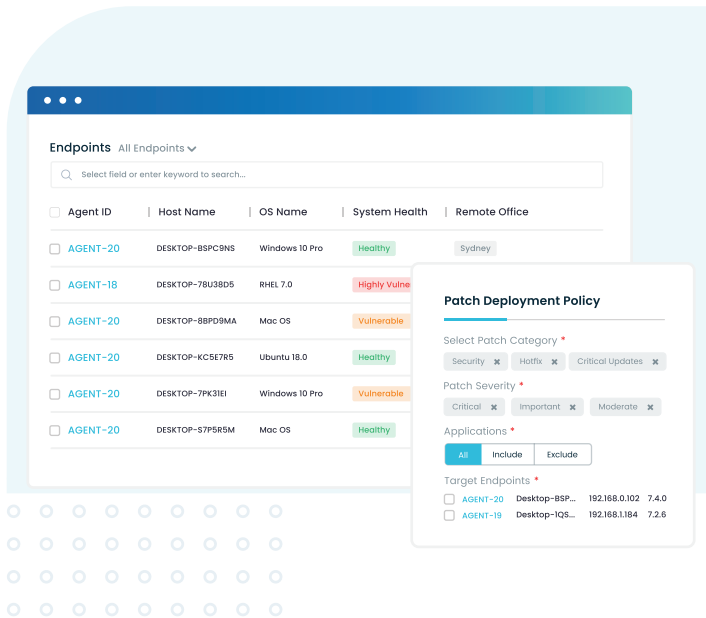 Endpoints All Endpoints
Select field or enter keyword to search...
Agent ID Host Name OS Name System Health Remote Office
AGENT-20 DESKTOP-BSPC9NS Windows 10 Pro Healthy Sydney
AGENT-18 DESKTOP-78U38D5 RHEL 7.0 Highly Vulne
AGENT-20 DESKTOP-8BPD9MA Mac OS Vulnerable
AGENT-20 DESKTOP-KC5E7R5 Ubuntu 18.0 Healthy
AGENT-20 DESKTOP-7PK31EI Windows 10 Pro Vulnerable
AGENT-20 DESKTOP-S7P5R5M Mac OS Healthy
Patch Deployment Policy
Select Patch Category *
Security Hotfix Critical Updates
Patch Severity *
Critical Important Moderate
Applications *
All Include Exclude
Target Endpoints *
AGENT-20 Desktop-BSP... 192.168.0.102 7.4.0
AGENT-19 Desktop-1QS... 192.168.1.184 7.2.6